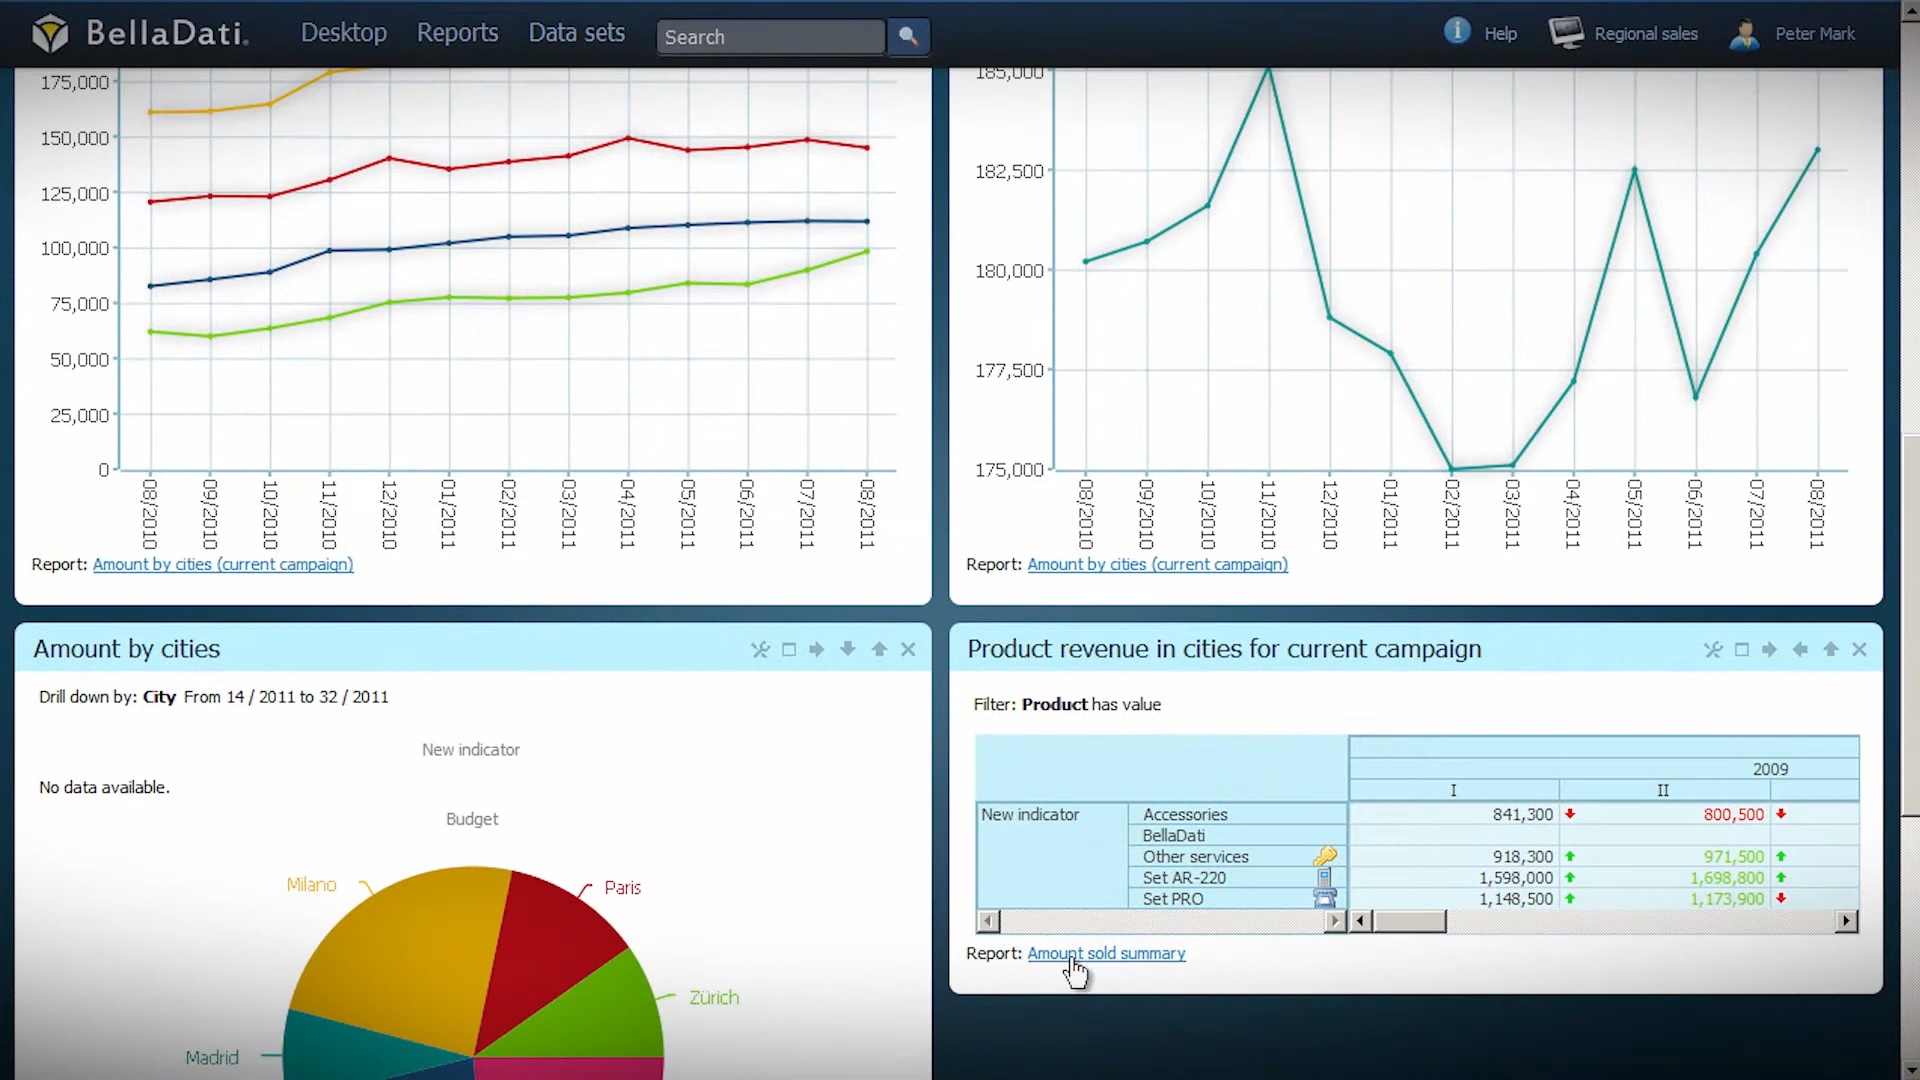 BellaDati. Desktop Reports Data sets Search Help Regional sales Peter Mark
175,000
150,000
125,000
100,000
75,000
50,000
25,000
0
08/2010 09/2010 10/2010 11/2010 12/2010 01/2011 02/2011 03/2011 04/2011 05/2011 06/2011 07/2011 08/2011
Report: Amount by cities (current campaign)
185,000
182,500
180,000
177,500
175,000
08/2010 09/2010 10/2010 11/2010 12/2010 01/2011 02/2011 03/2011 04/2011 05/2011 06/2011 07/2011 08/2011
Report: Amount by cities (current campaign)
Amount by cities
Drill down by: City From 14 / 2011 to 32 / 2011
New indicator
No data available.
Budget
Milano
Paris
Zürich
Madrid
Product revenue in cities for current campaign
Filter: Product has value
2009
I II
New indicator Accessories 841,300 800,500
BellaDati
Other services 918,300 971,500
Set AR-220 1,598,000 1,698,800
Set PRO 1,148,500 1,173,900
Report: Amount sold summary